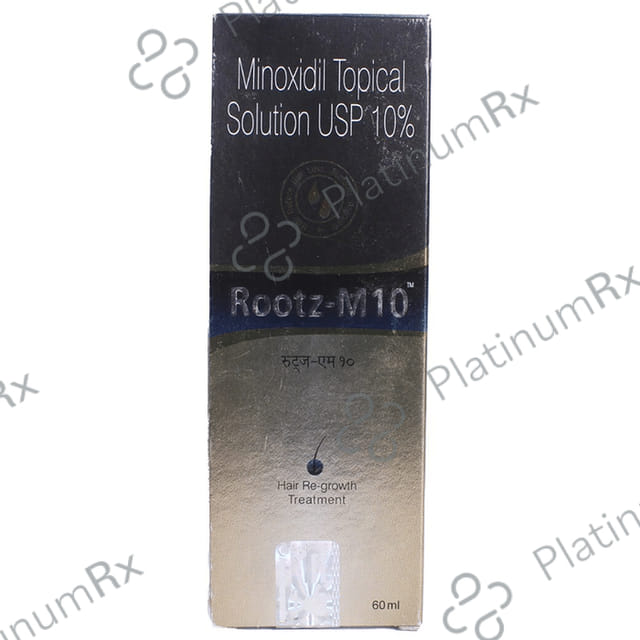 Minoxidil Topical
Solution USP 10%
Rootz-M10™
रुट्ज-एम १०
Hair Re-growth
Treatment
60ml
PlatinumRx
PlatinumRx
PlatinumRx
PlatinumRx